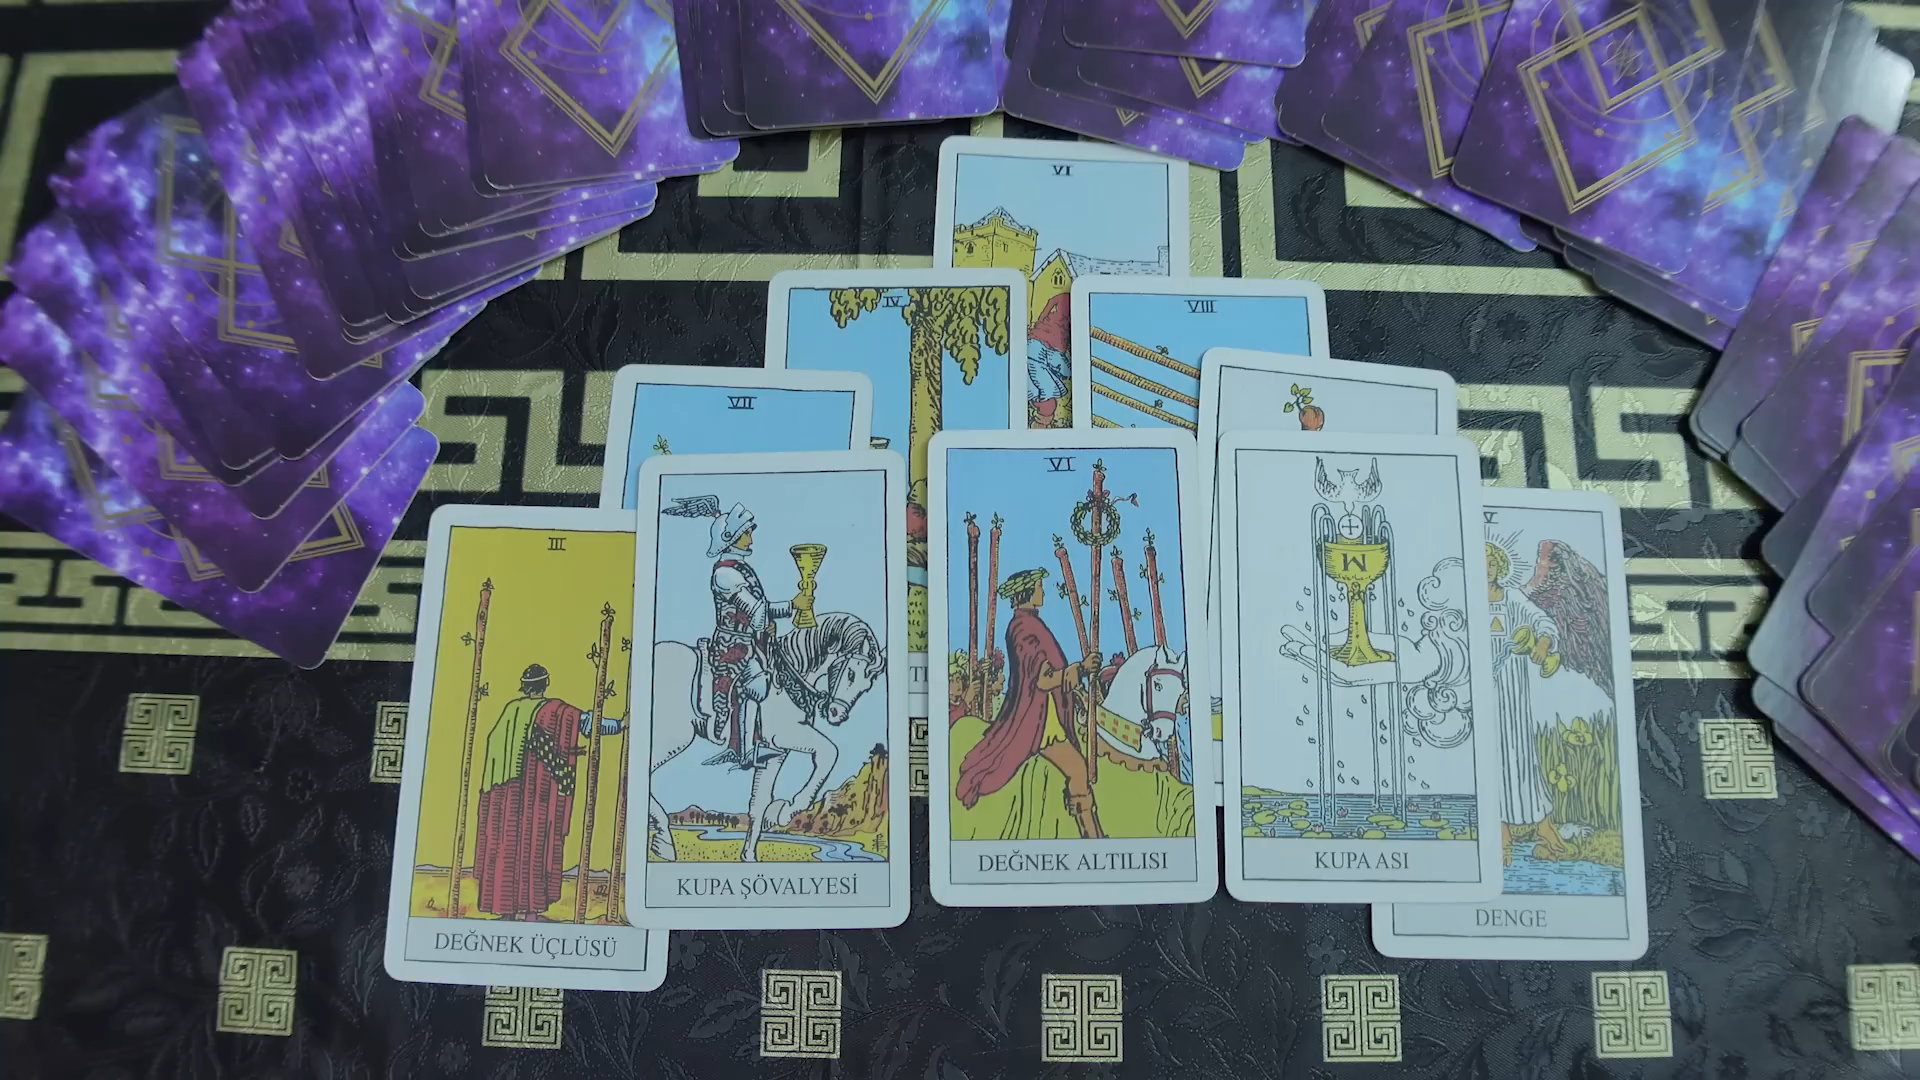 VI
IV
VIII
VII
VI
III
DEĞNEK ÜÇLÜSÜ
KUPA ŞÖVALYESİ
DEĞNEK ALTILISI
KUPA ASI
DENGE